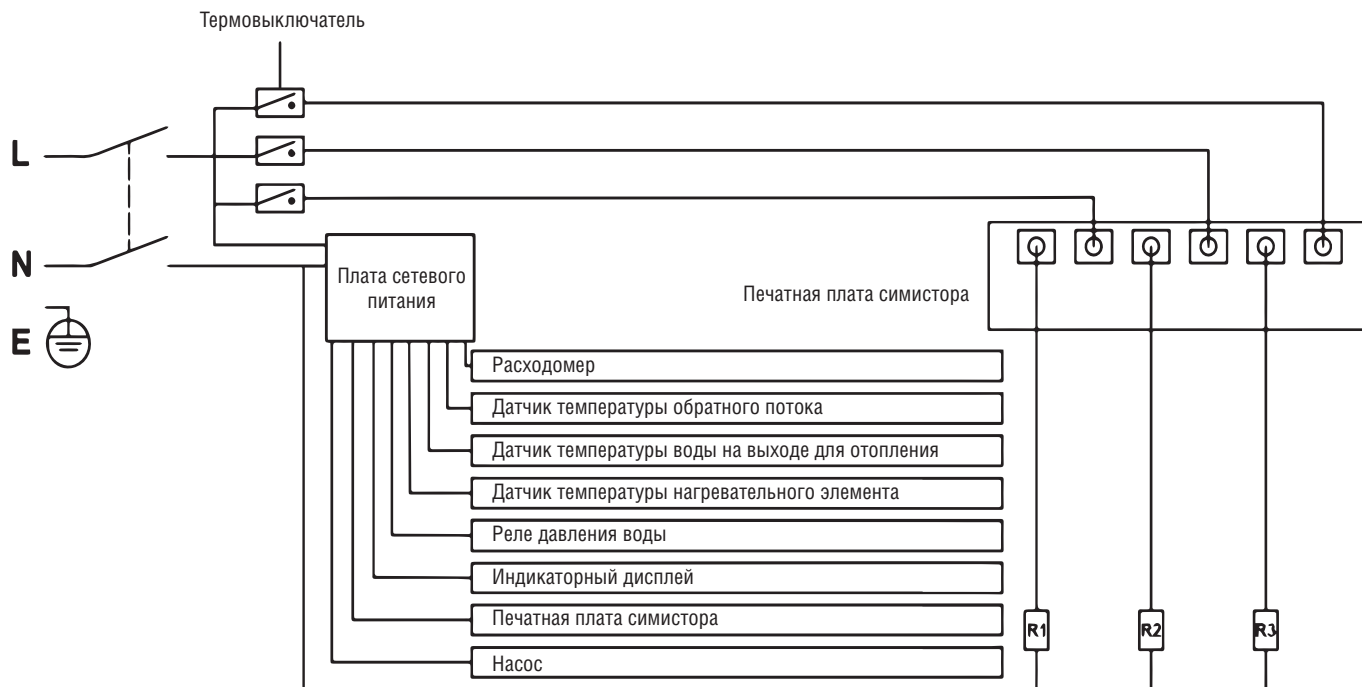 Термовыключатель
L
N
E
Плата сетевого
питания
Печатная плата симистора
Расходомер
Датчик температуры обратного потока
Датчик температуры воды на выходе для отопления
Датчик температуры нагревательного элемента
Реле давления воды
Индикаторный дисплей
Печатная плата симистора
Насос
R1
R2
R3